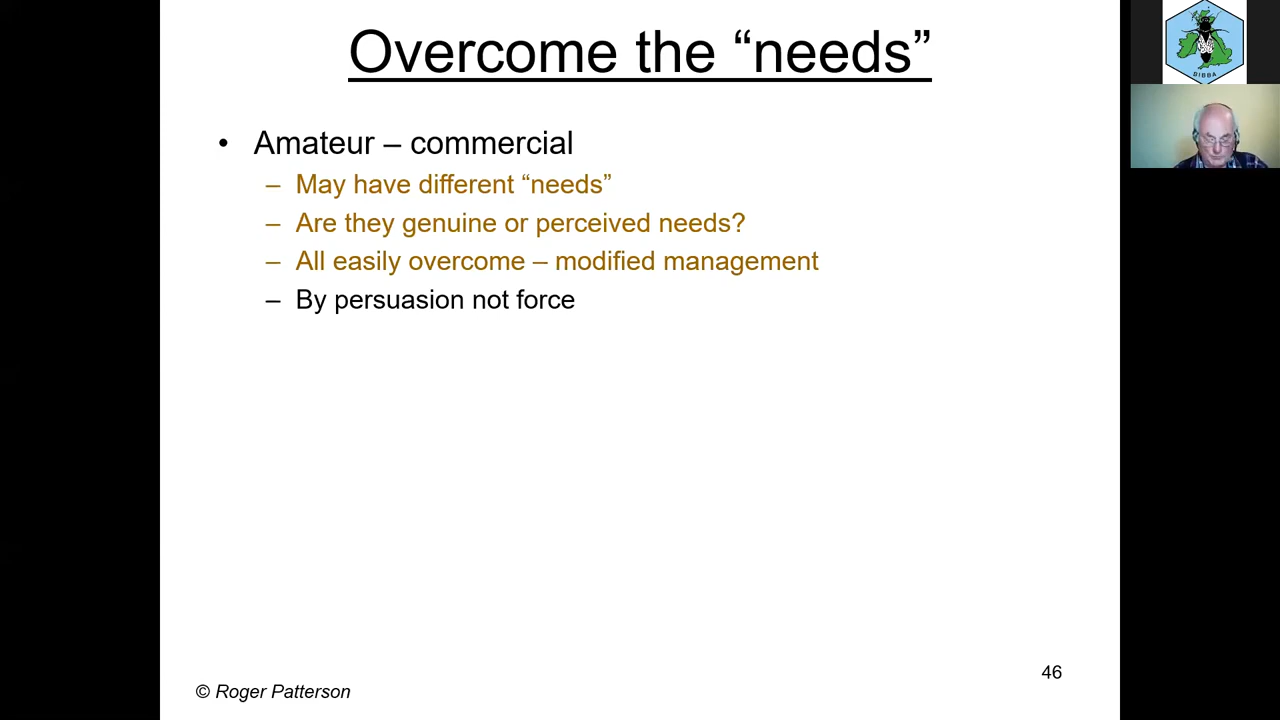 Overcome the “needs”
• Amateur – commercial
– May have different “needs”
– Are they genuine or perceived needs?
– All easily overcome – modified management
– By persuasion not force
46
© Roger Patterson
BIBBA